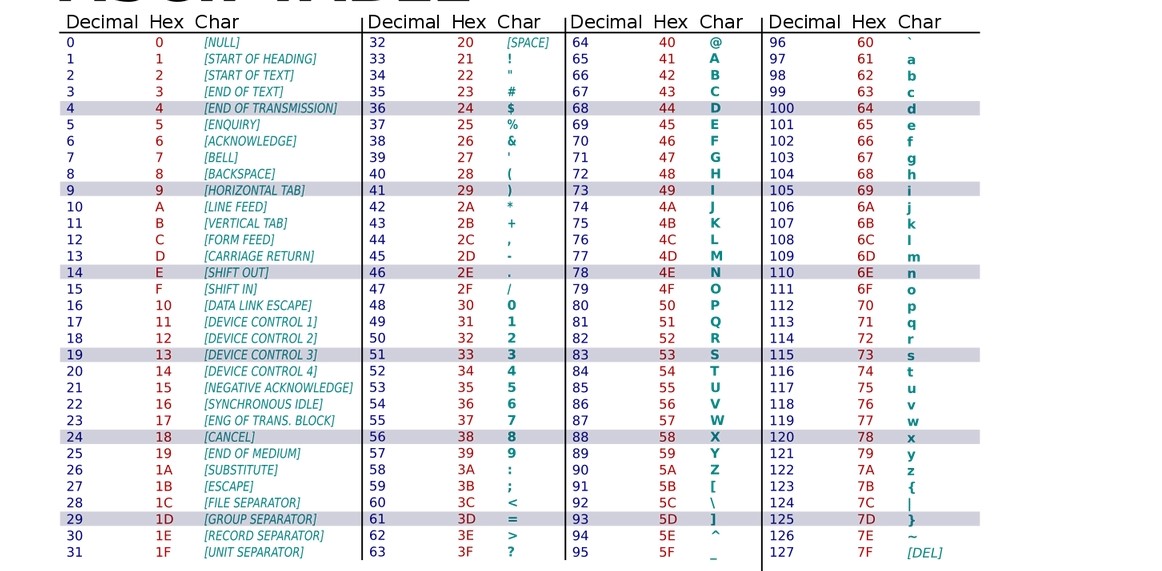 Decimal Hex Char Decimal Hex Char Decimal Hex Char Decimal Hex Char
0 0 [NULL] 32 20 [SPACE] 64 40 @ 96 60 `
1 1 [START OF HEADING] 33 21 ! 65 41 A 97 61 a
2 2 [START OF TEXT] 34 22 " 66 42 B 98 62 b
3 3 [END OF TEXT] 35 23 # 67 43 C 99 63 c
4 4 [END OF TRANSMISSION] 36 24 $ 68 44 D 100 64 d
5 5 [ENQUIRY] 37 25 % 69 45 E 101 65 e
6 6 [ACKNOWLEDGE] 38 26 & 70 46 F 102 66 f
7 7 [BELL] 39 27 ' 71 47 G 103 67 g
8 8 [BACKSPACE] 40 28 ( 72 48 H 104 68 h
9 9 [HORIZONTAL TAB] 41 29 ) 73 49 I 105 69 i
10 A [LINE FEED] 42 2A * 74 4A J 106 6A j
11 B [VERTICAL TAB] 43 2B + 75 4B K 107 6B k
12 C [FORM FEED] 44 2C , 76 4C L 108 6C l
13 D [CARRIAGE RETURN] 45 2D - 77 4D M 109 6D m
14 E [SHIFT OUT] 46 2E . 78 4E N 110 6E n
15 F [SHIFT IN] 47 2F / 79 4F O 111 6F o
16 10 [DATA LINK ESCAPE] 48 30 0 80 50 P 112 70 p
17 11 [DEVICE CONTROL 1] 49 31 1 81 51 Q 113 71 q
18 12 [DEVICE CONTROL 2] 50 32 2 82 52 R 114 72 r
19 13 [DEVICE CONTROL 3] 51 33 3 83 53 S 115 73 s
20 14 [DEVICE CONTROL 4] 52 34 4 84 54 T 116 74 t
21 15 [NEGATIVE ACKNOWLEDGE] 53 35 5 85 55 U 117 75 u
22 16 [SYNCHRONOUS IDLE] 54 36 6 86 56 V 118 76 v
23 17 [ENG OF TRANS. BLOCK] 55 37 7 87 57 W 119 77 w
24 18 [CANCEL] 56 38 8 88 58 X 120 78 x
25 19 [END OF MEDIUM] 57 39 9 89 59 Y 121 79 y
26 1A [SUBSTITUTE] 58 3A : 90 5A Z 122 7A z
27 1B [ESCAPE] 59 3B ; 91 5B [ 123 7B {
28 1C [FILE SEPARATOR] 60 3C < 92 5C \ 124 7C |
29 1D [GROUP SEPARATOR] 61 3D = 93 5D ] 125 7D }
30 1E [RECORD SEPARATOR] 62 3E > 94 5E ^ 126 7E ~
31 1F [UNIT SEPARATOR] 63 3F ? 95 5F _ 127 7F [DEL]